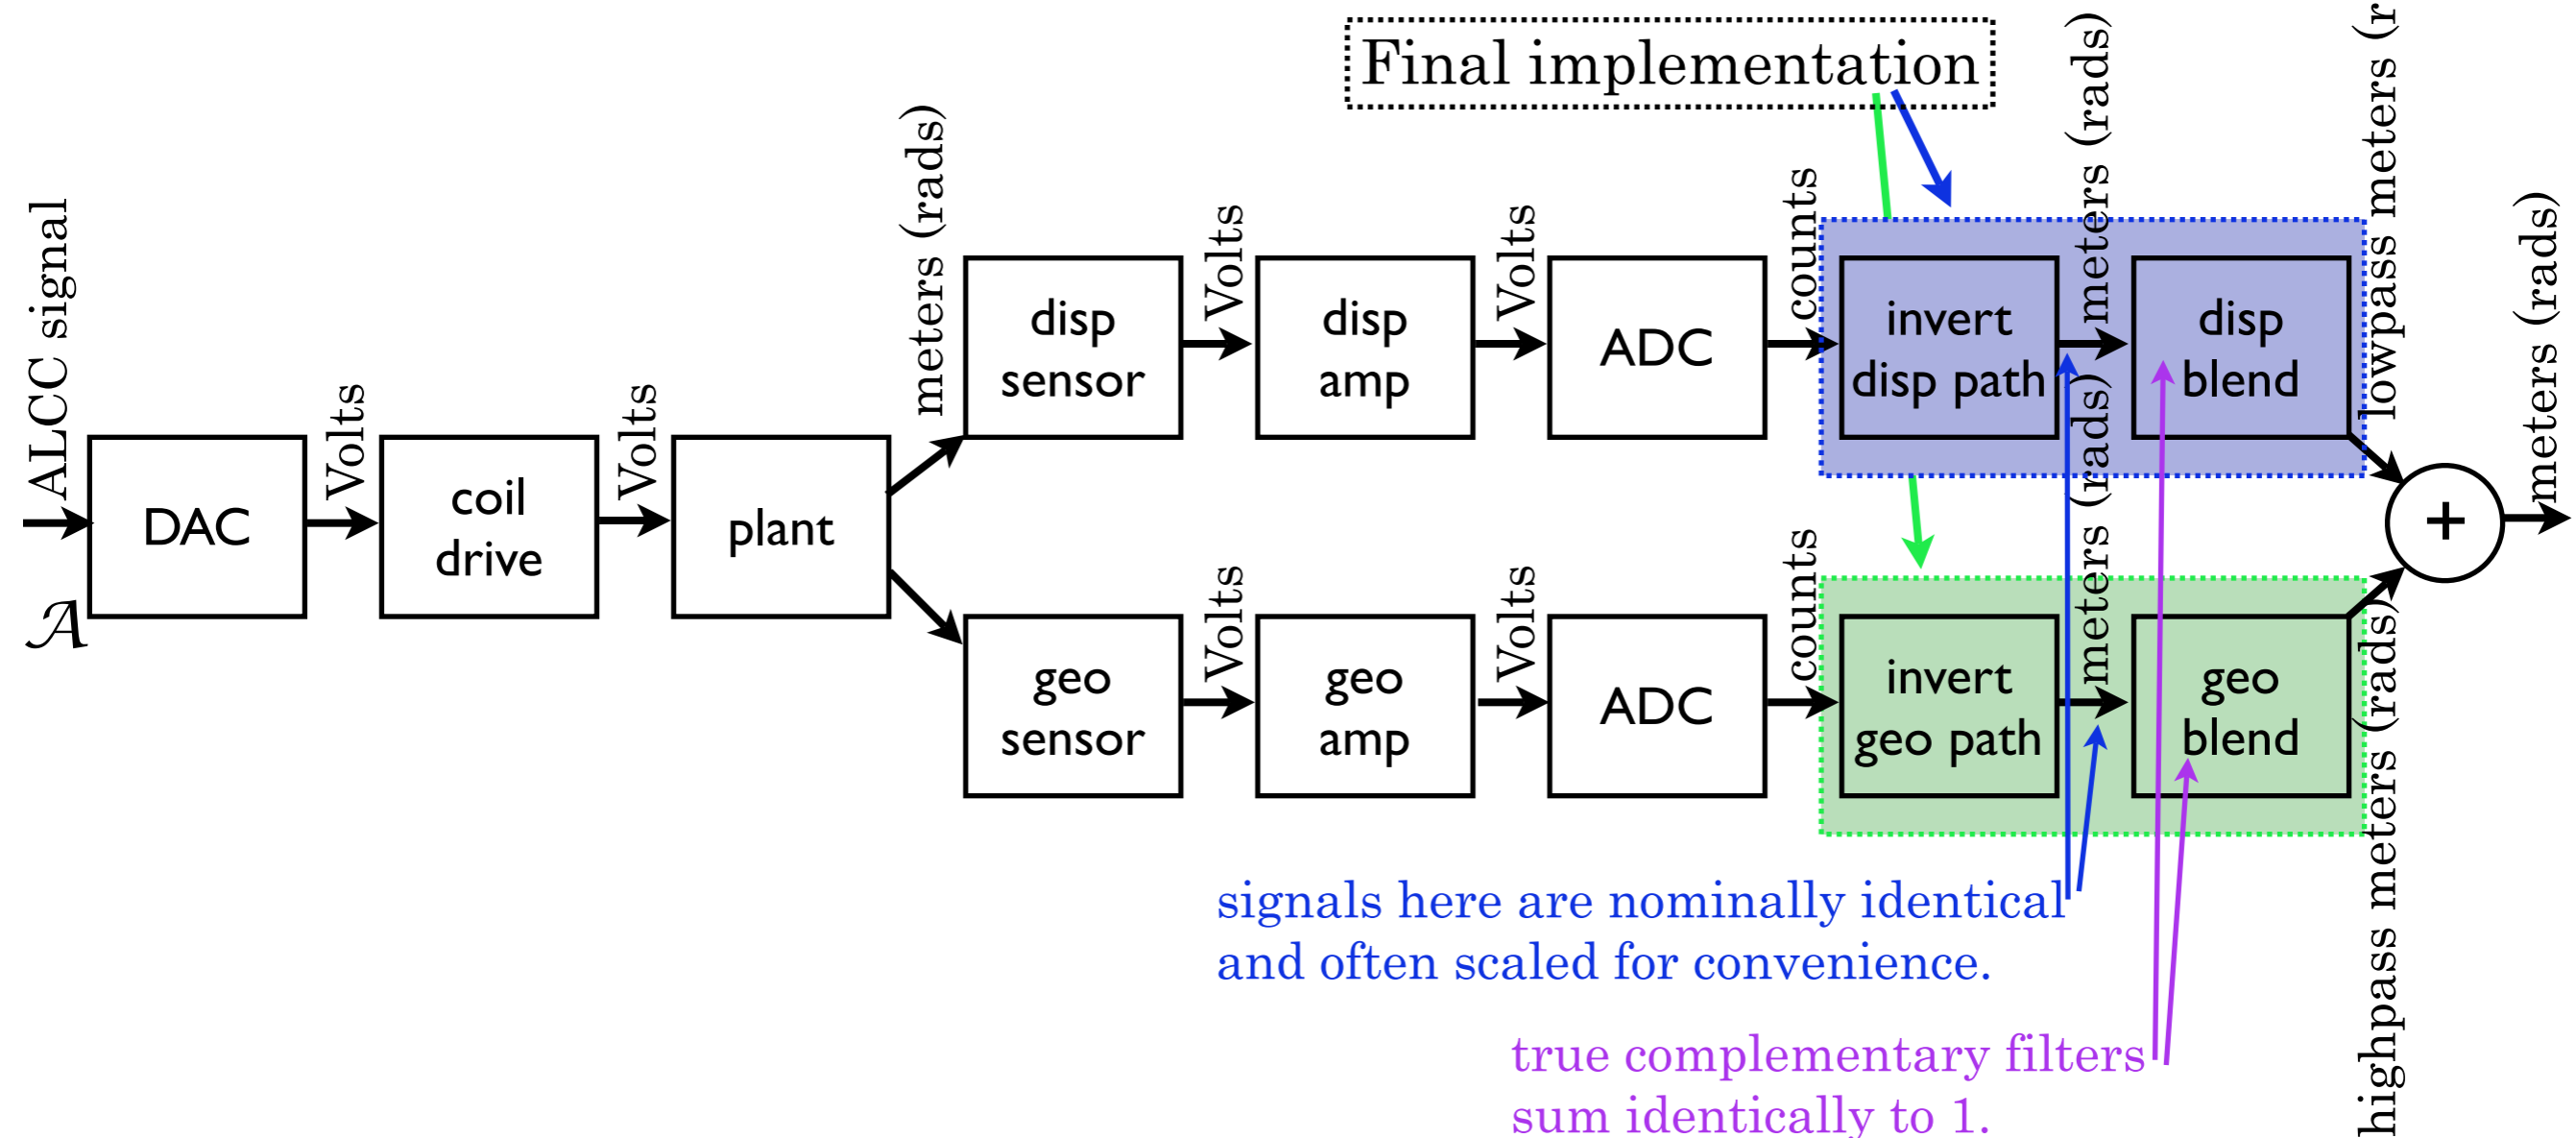 Final implementation
ALCC signal
𝒜
DAC
Volts
coil
drive
Volts
plant
meters (rads)
disp
sensor
Volts
disp
amp
Volts
ADC
counts
invert
disp path
meters (rads)
disp
blend
lowpass meters (r
geo
sensor
Volts
geo
amp
Volts
ADC
counts
invert
geo path
meters (rads)
geo
blend
highpass meters (rads)
+
meters (rads)
signals here are nominally identical
and often scaled for convenience.
true complementary filters
sum identically to 1.